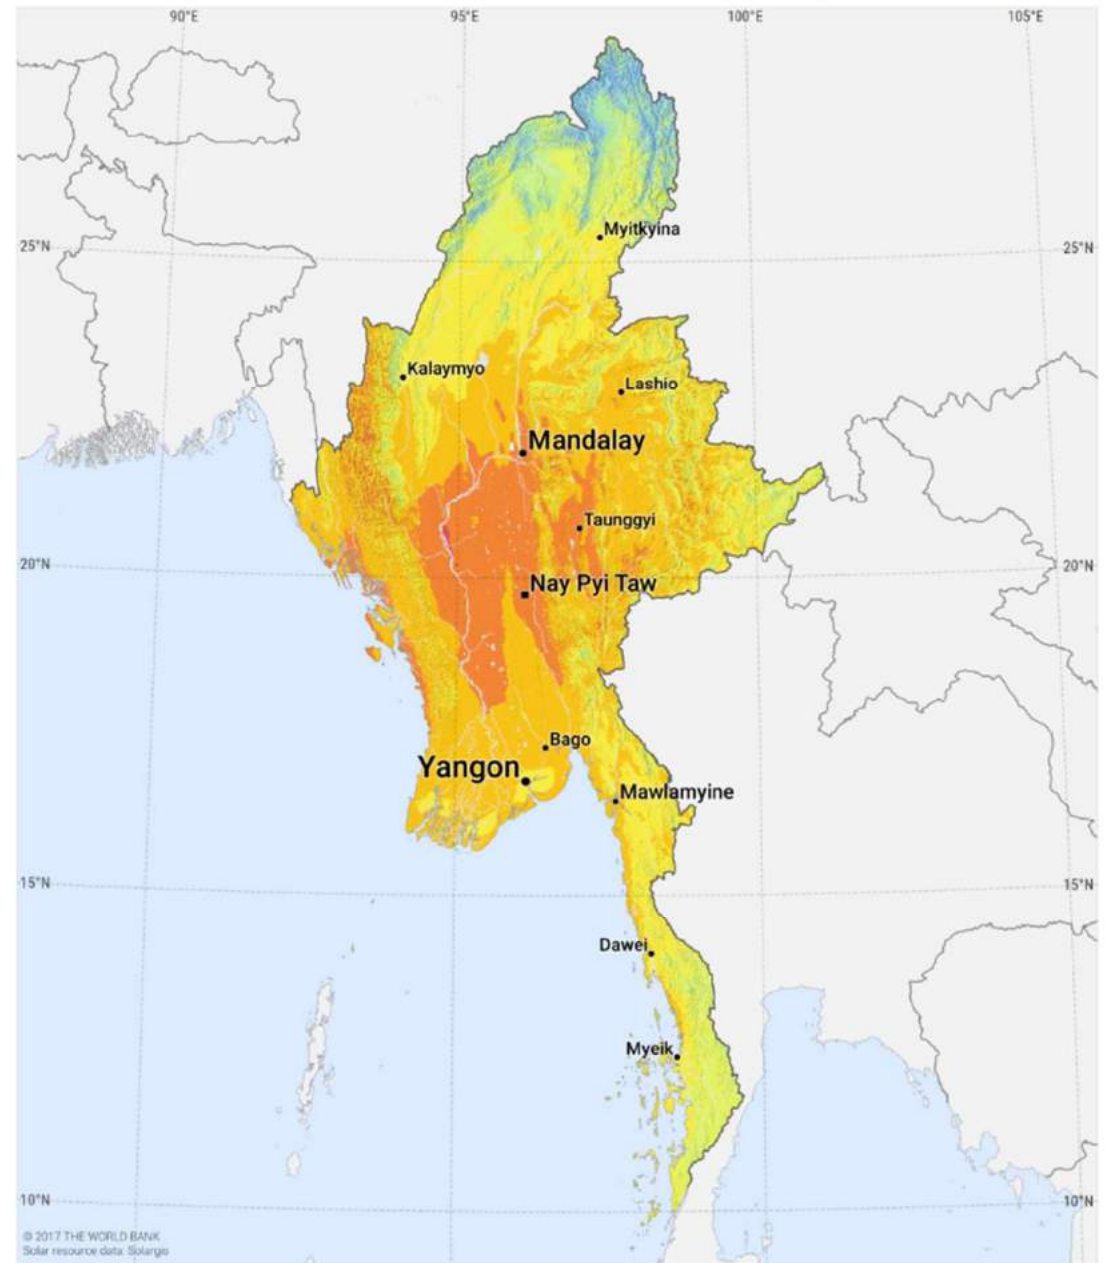 90°E 95°E 100°E 105°E
Myitkyina
25°N 25°N
Kalaymyo
Lashio
Mandalay
Taunggyi
20°N 20°N
Nay Pyi Taw
Bago
Yangon
Mawlamyine
15°N 15°N
Dawei
Myeik
10°N 10°N
© 2017 THE WORLD BANK
Solar resource data: Solargis